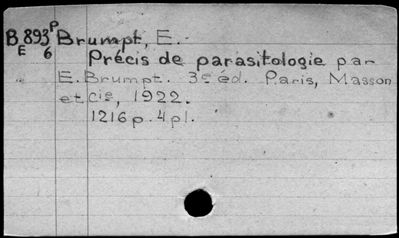 P
B 893 Brumpt, E.
E 6
Précis de parasitologie par
E. Brumpt. 3e éd. Paris, Masson
et cie, 1922.
1216 p. 4 pl.